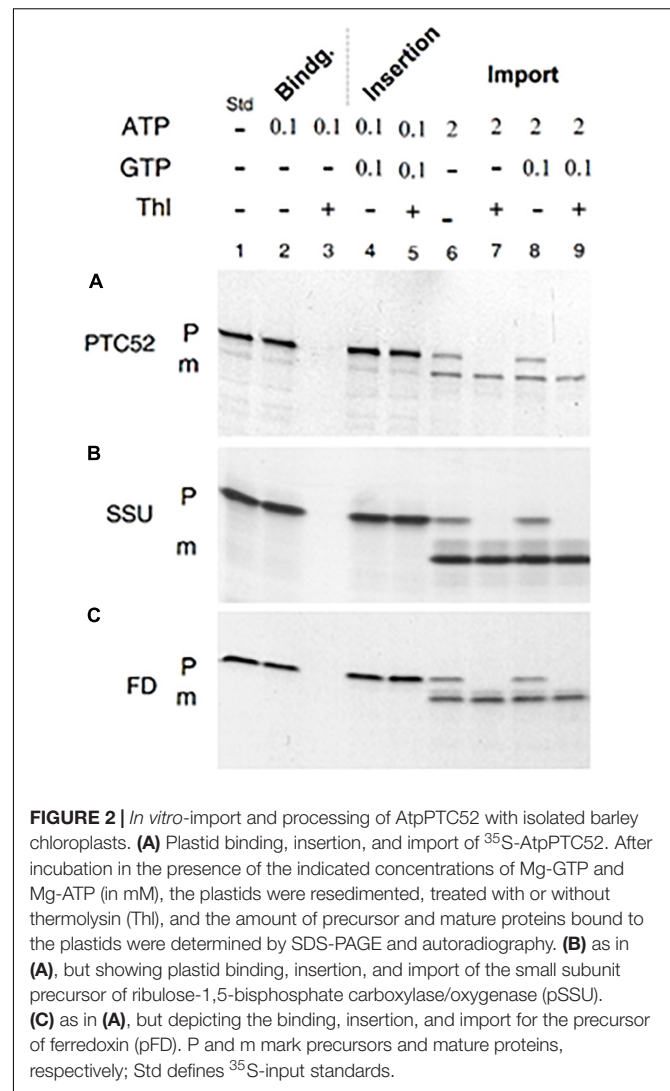 Bindg. Insertion Import
Std
ATP - 0.1 0.1 0.1 0.1 2 2 2 2
GTP - - - 0.1 0.1 - - 0.1 0.1
Thl - - + - + - + - +
1 2 3 4 5 6 7 8 9
A
PTC52 P
m
B
SSU P
m
C
FD P
m
FIGURE 2 | In vitro-import and processing of AtpPTC52 with isolated barley
chloroplasts. (A) Plastid binding, insertion, and import of ³⁵S-AtpPTC52. After
incubation in the presence of the indicated concentrations of Mg-GTP and
Mg-ATP (in mM), the plastids were resedimented, treated with or without
thermolysin (Thl), and the amount of precursor and mature proteins bound to
the plastids were determined by SDS-PAGE and autoradiography. (B) as in
(A), but showing plastid binding, insertion, and import of the small subunit
precursor of ribulose-1,5-bisphosphate carboxylase/oxygenase (pSSU).
(C) as in (A), but depicting the binding, insertion, and import for the precursor
of ferredoxin (pFD). P and m mark precursors and mature proteins,
respectively; Std defines ³⁵S-input standards.